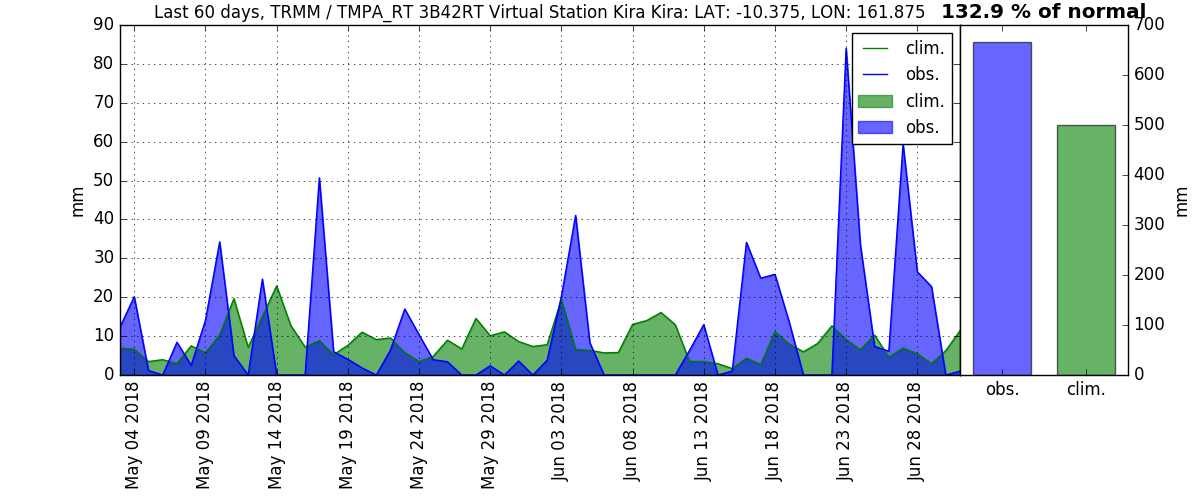 Last 60 days, TRMM / TMPA_RT 3B42RT Virtual Station Kira Kira: LAT: -10.375, LON: 161.875 132.9 % of normal
90
80
70
60
50
40
30
20
10
0
mm
clim.
obs.
clim.
obs.
May 04 2018
May 09 2018
May 14 2018
May 19 2018
May 24 2018
May 29 2018
Jun 03 2018
Jun 08 2018
Jun 13 2018
Jun 18 2018
Jun 23 2018
Jun 28 2018
700
600
500
400
300
200
100
0
mm
obs. clim.